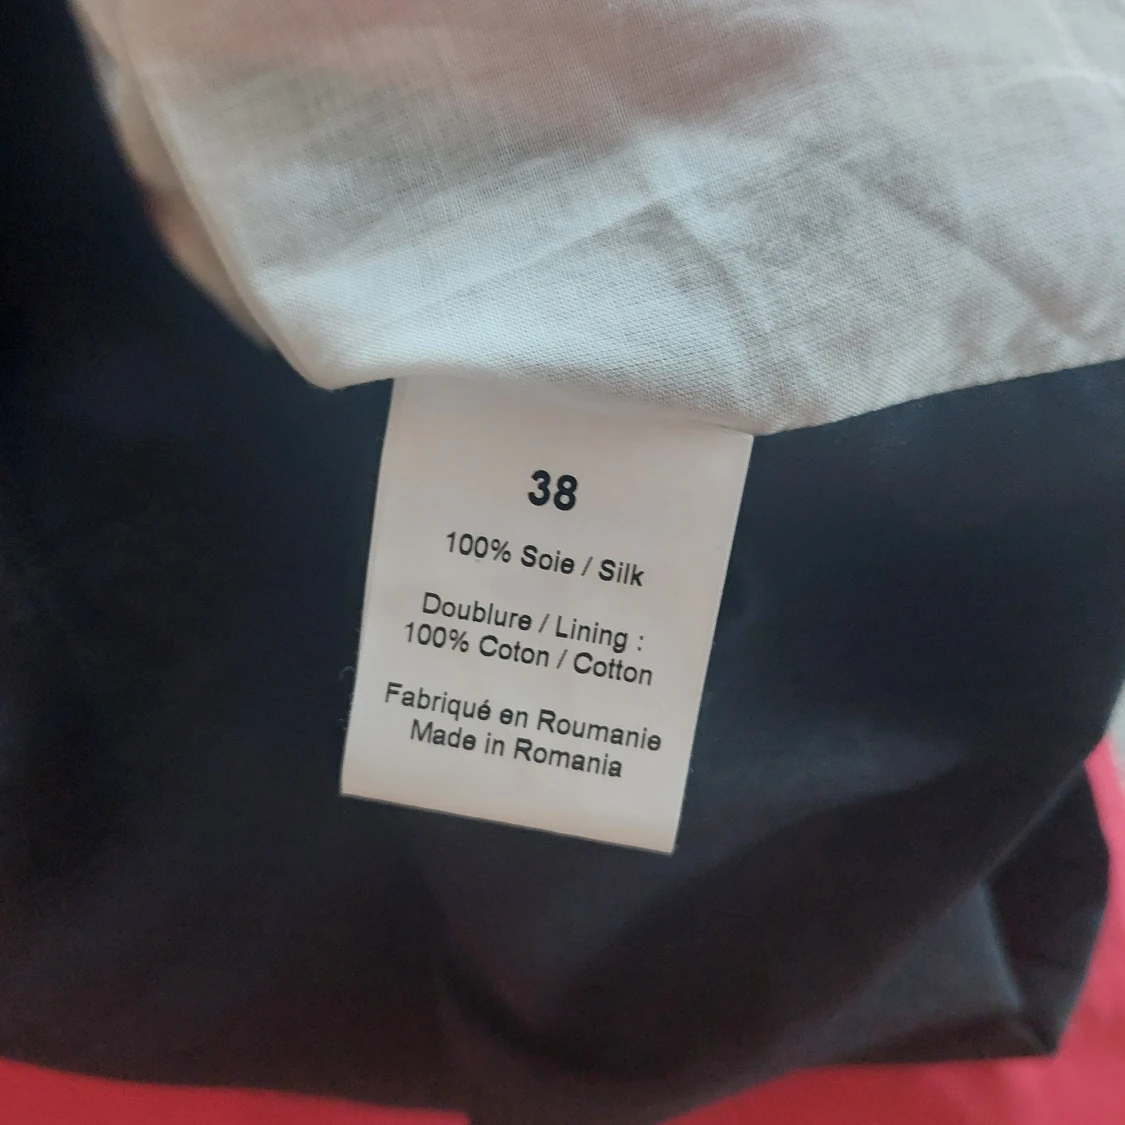 38
100% Soie / Silk
Doublure / Lining :
100% Coton / Cotton
Fabriqué en Roumanie
Made in Romania